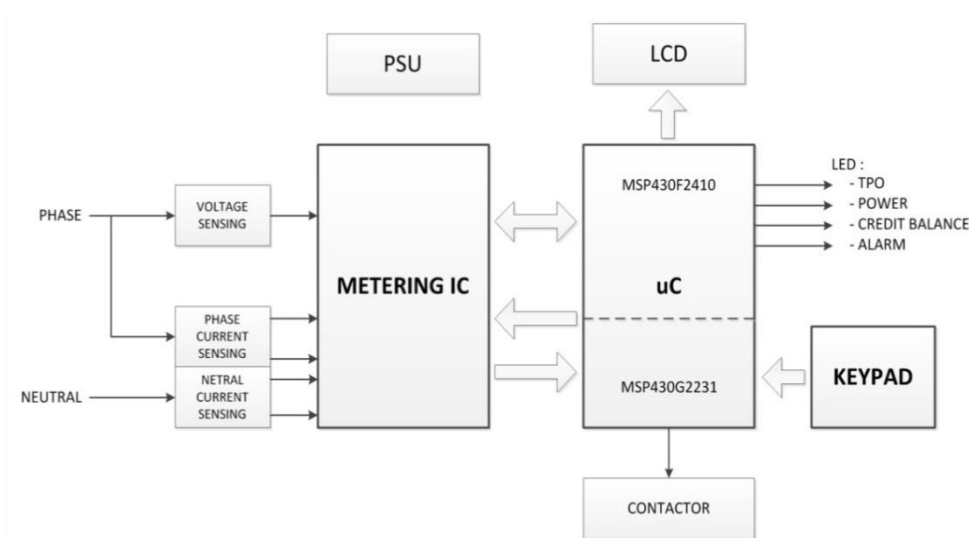 PSU
LCD
MSP430F2410
LED :
- TPO
- POWER
- CREDIT BALANCE
- ALARM
PHASE
VOLTAGE
SENSING
METERING IC
uC
PHASE
CURRENT
SENSING
NETRAL
CURRENT
SENSING
NEUTRAL
MSP430G2231
KEYPAD
CONTACTOR